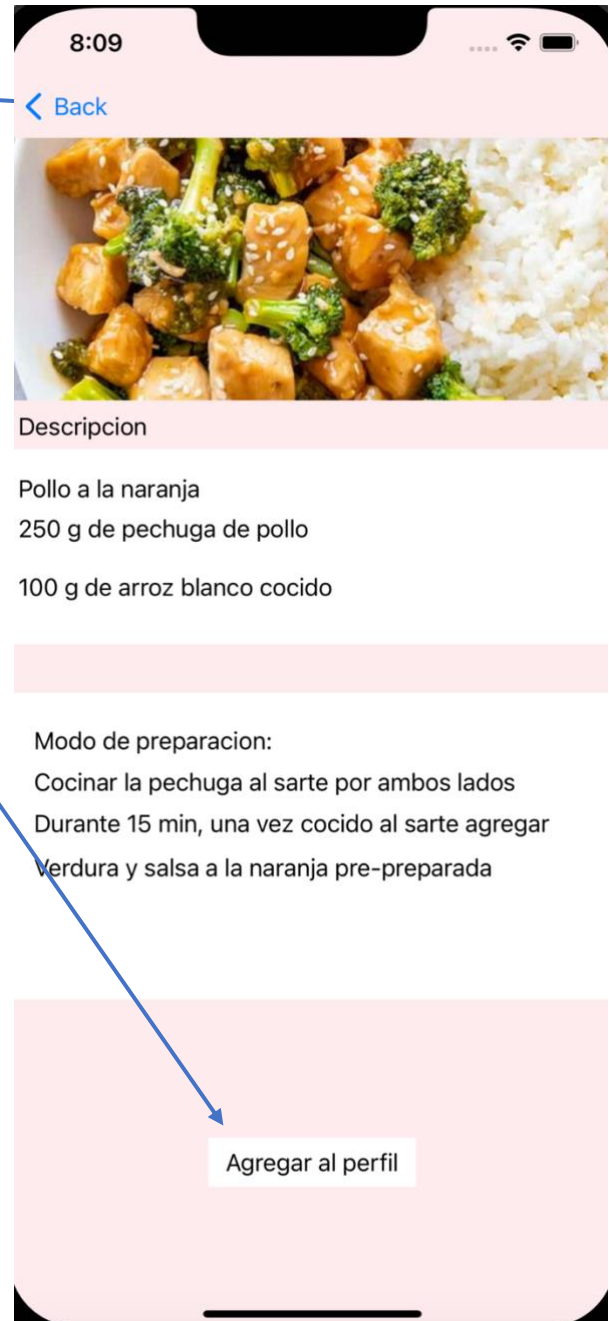 8:09
Back
Descripcion
Pollo a la naranja
250 g de pechuga de pollo
100 g de arroz blanco cocido
Modo de preparacion:
Cocinar la pechuga al sarte por ambos lados
Durante 15 min, una vez cocido al sarte agregar
Verdura y salsa a la naranja pre-preparada
Agregar al perfil